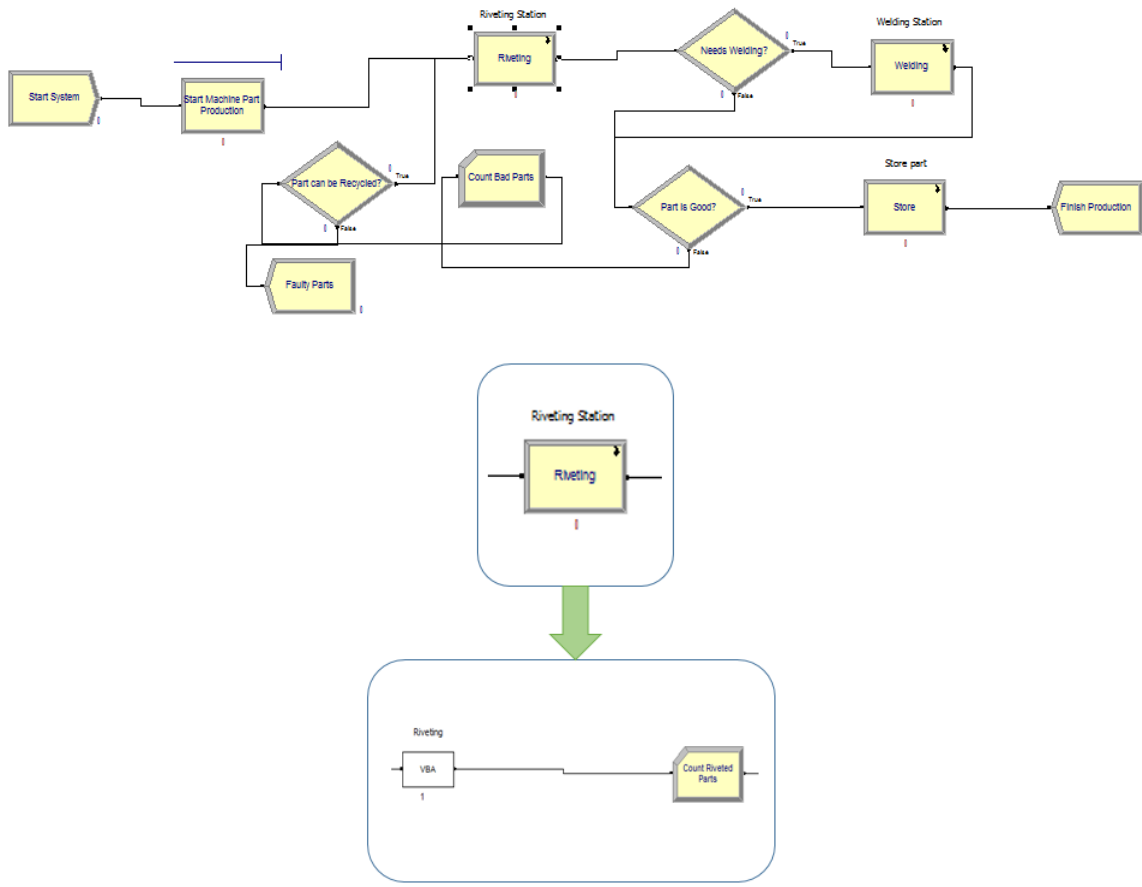 Riveting Station
Welding Station
Riveting
Needs Welding?
True
Welding
Start System
Start Machine Part
Production
False
Part can be Recycled?
True
Count Bad Parts
Store part
Part is Good?
True
Store
Finish Production
False
False
Faulty Parts
Riveting Station
Riveting
Riveting
VBA
1
Count Riveted
Parts